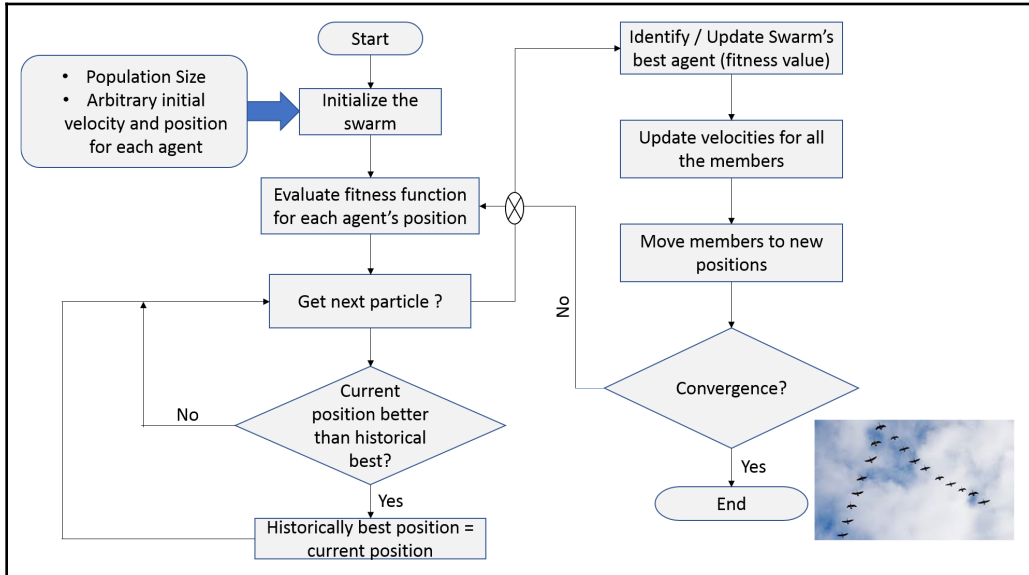 Start
• Population Size
• Arbitrary initial
velocity and position
for each agent
Initialize the
swarm
Evaluate fitness function
for each agent's position
Get next particle ?
Current
position better
than historical
best?
No
Yes
Historically best position =
current position
Identify / Update Swarm's
best agent (fitness value)
Update velocities for all
the members
Move members to new
positions
No
Convergence?
Yes
End